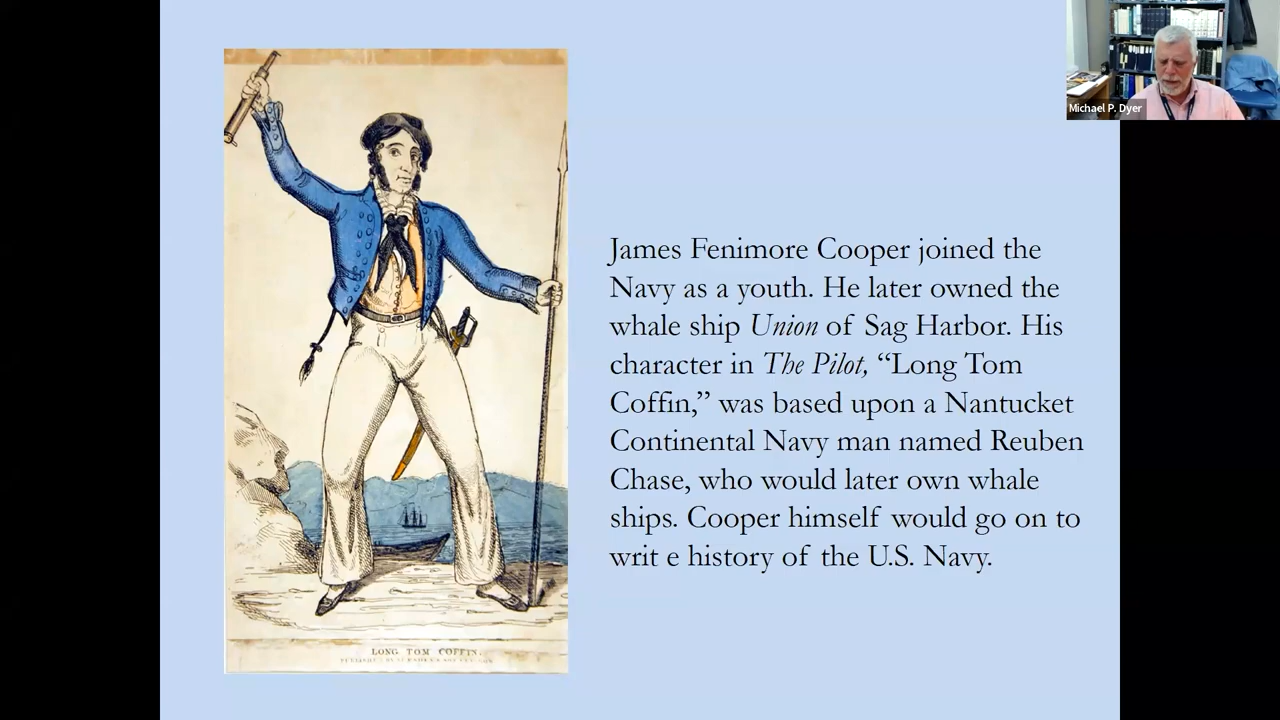 Michael P. Dyer
James Fenimore Cooper joined the
Navy as a youth. He later owned the
whale ship Union of Sag Harbor. His
character in The Pilot, “Long Tom
Coffin,” was based upon a Nantucket
Continental Navy man named Reuben
Chase, who would later own whale
ships. Cooper himself would go on to
writ e history of the U.S. Navy.
LONG TOM COFFIN.